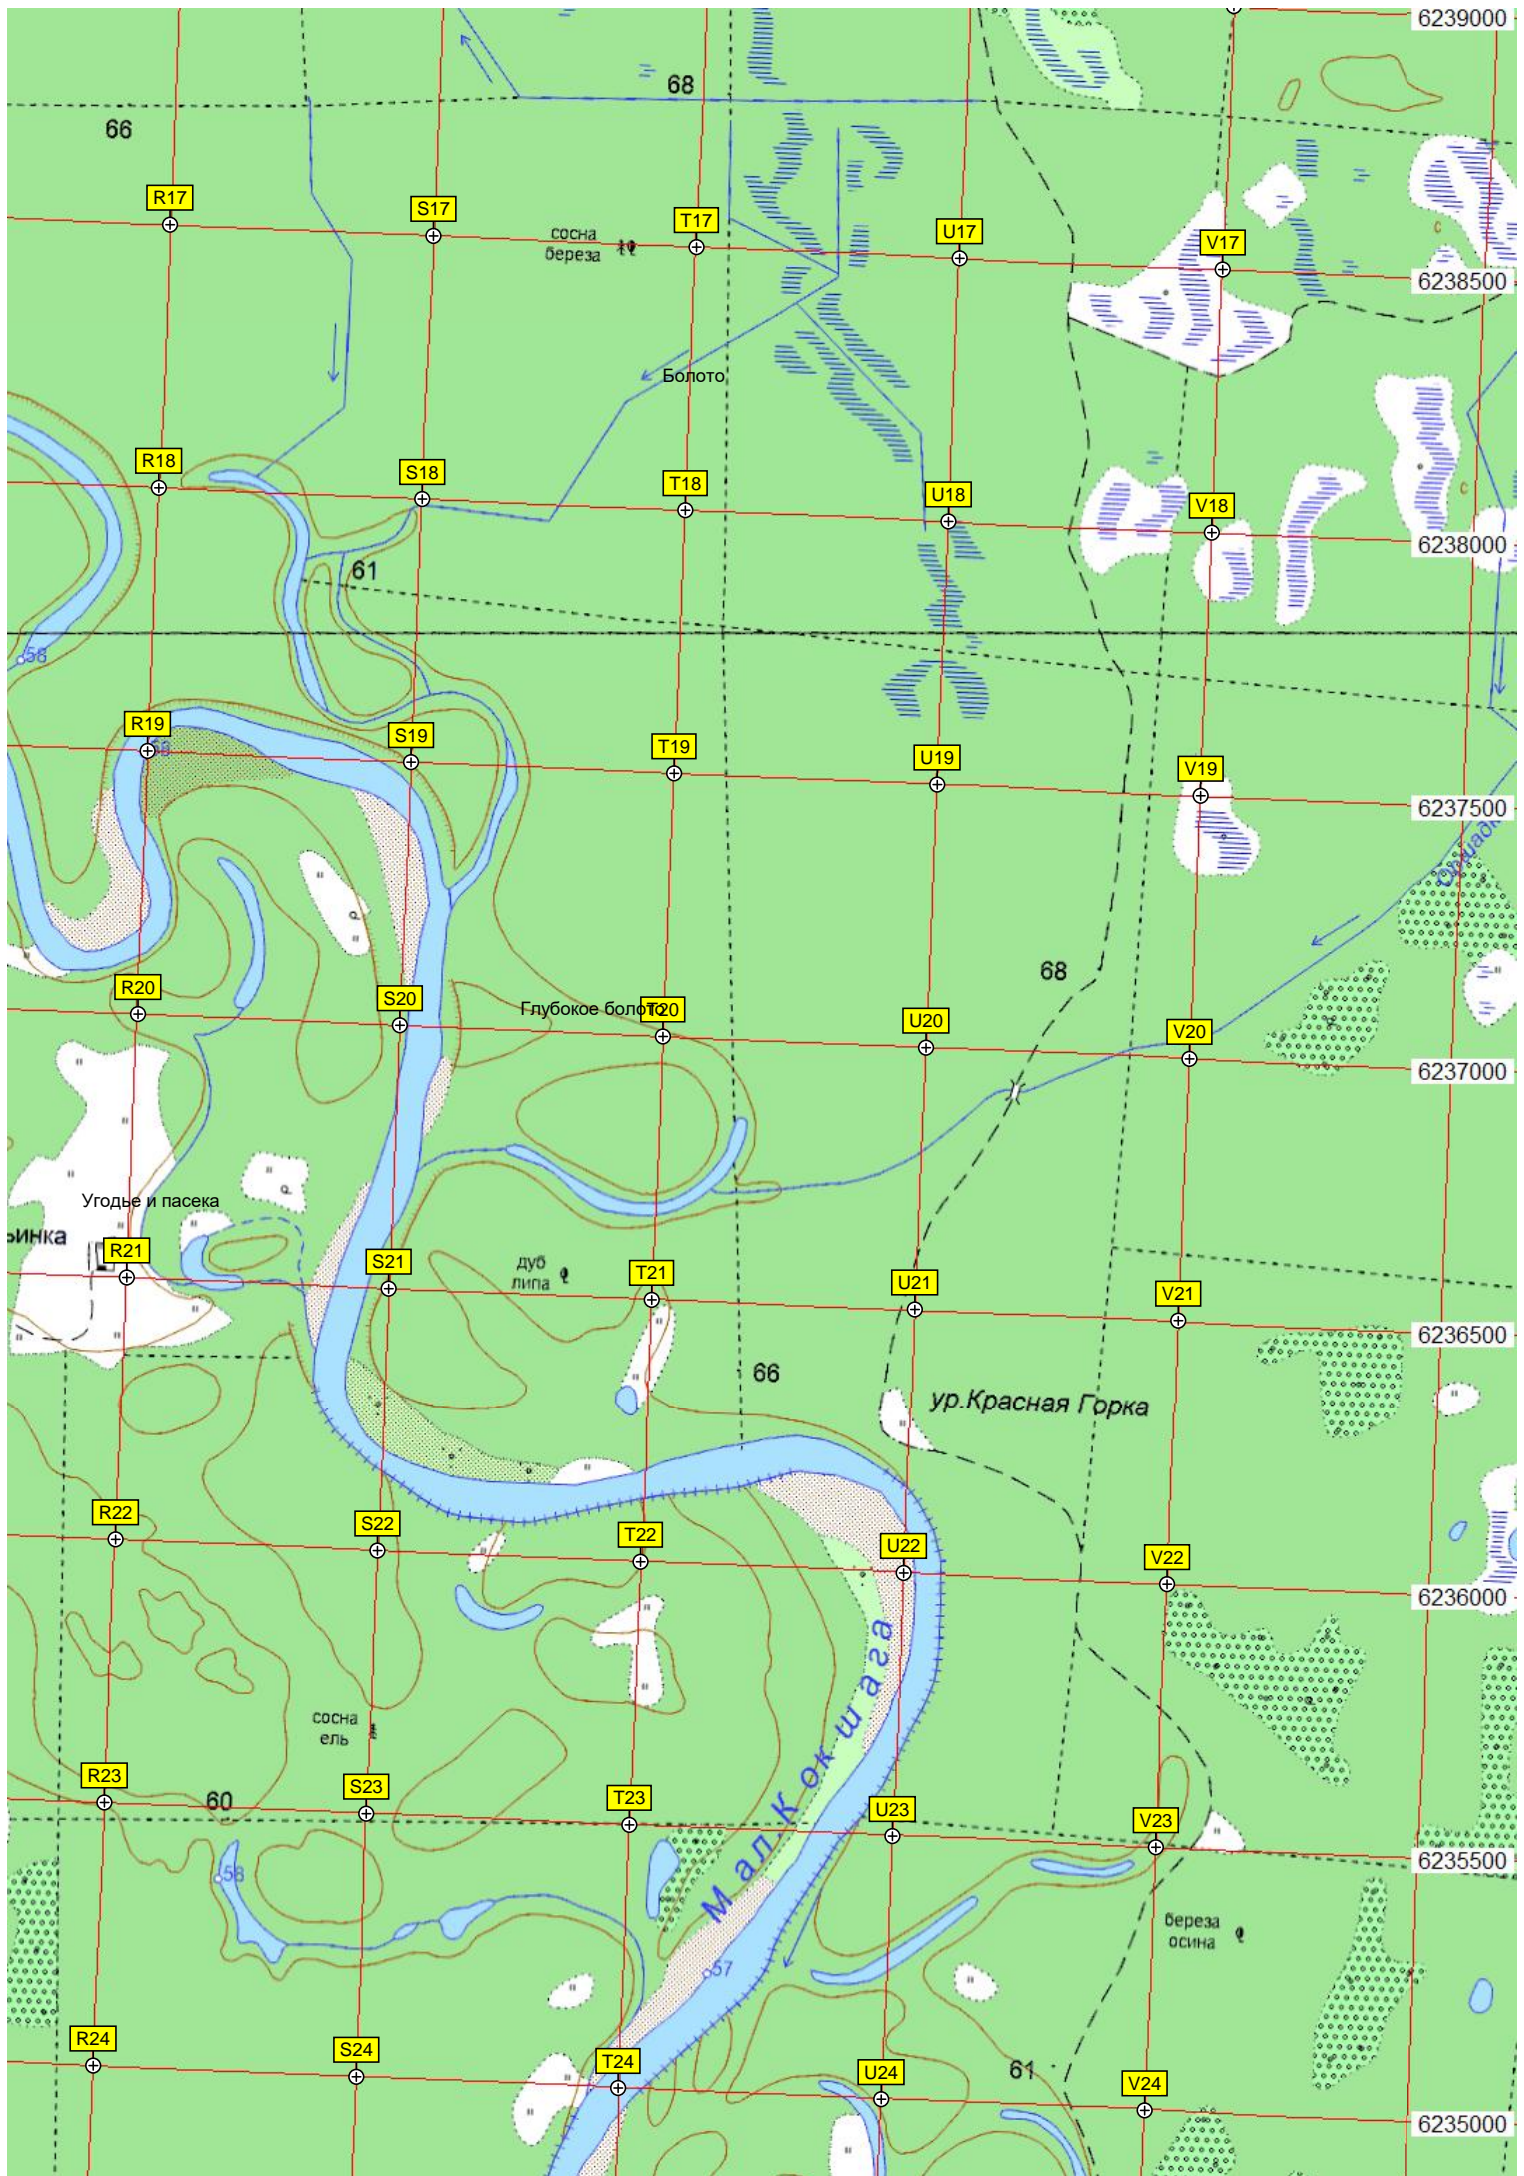 6239000
68
66
R17
S17
T17
U17
V17
сосна
береза
6238500
Болото
R18
S18
T18
U18
V18
6238000
61
58
R19
S19
T19
U19
V19
6237500
68
R20
S20
Глубокое болото
T20
U20
V20
6237000
Угодье и пасека
ьинка
R21
S21
дуб
липа
T21
U21
V21
6236500
66
ур.Красная Горка
R22
S22
T22
U22
V22
6236000
Мал.Кокшага
сосна
ель
R23
60
S23
T23
U23
V23
6235500
58
береза
осина
57
R24
S24
T24
U24
61
V24
6235000